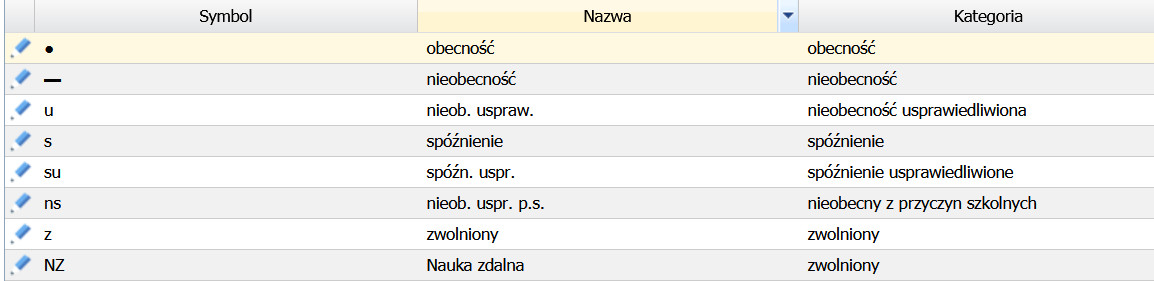 Symbol Nazwa Kategoria
● obecność obecność
— nieobecność nieobecność
u nieob. uspraw. nieobecność usprawiedliwiona
s spóźnienie spóźnienie
su spóźn. uspr. spóźnienie usprawiedliwione
ns nieob. uspr. p.s. nieobecny z przyczyn szkolnych
z zwolniony zwolniony
NZ Nauka zdalna zwolniony